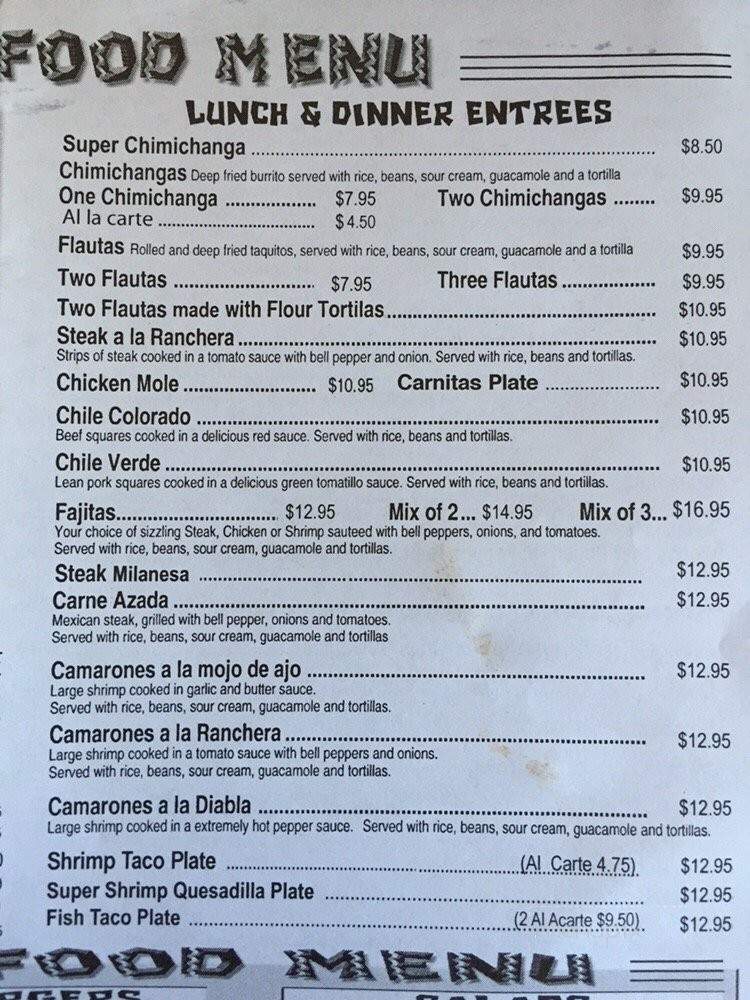 FOOD MENU
LUNCH & DINNER ENTREES
Super Chimichanga ........ $8.50
Chimichangas Deep fried burrito served with rice, beans, sour cream, guacamole and a tortilla
One Chimichanga ........ $7.95 Two Chimichangas ........ $9.95
Al la carte ........ $4.50
Flautas Rolled and deep fried taquitos, served with rice, beans, sour cream, guacamole and a tortilla $9.95
Two Flautas ........ $7.95 Three Flautas ........ $9.95
Two Flautas made with Flour Tortilas ........ $10.95
Steak a la Ranchera ........ $10.95
Strips of steak cooked in a tomato sauce with bell pepper and onion. Served with rice, beans and tortillas.
Chicken Mole ........ $10.95 Carnitas Plate ........ $10.95
Chile Colorado ........ $10.95
Beef squares cooked in a delicious red sauce. Served with rice, beans and tortillas.
Chile Verde ........ $10.95
Lean pork squares cooked in a delicious green tomatillo sauce. Served with rice, beans and tortillas.
Fajitas ........ $12.95 Mix of 2... $14.95 Mix of 3... $16.95
Your choice of sizzling Steak, Chicken or Shrimp sauteed with bell peppers, onions, and tomatoes.
Served with rice, beans, sour cream, guacamole and tortillas.
Steak Milanesa ........ $12.95
Carne Azada ........ $12.95
Mexican steak, grilled with bell pepper, onions and tomatoes.
Served with rice, beans, sour cream, guacamole and tortillas
Camarones a la mojo de ajo ........ $12.95
Large shrimp cooked in garlic and butter sauce.
Served with rice, beans, sour cream, guacamole and tortillas.
Camarones a la Ranchera ........ $12.95
Large shrimp cooked in a tomato sauce with bell peppers and onions.
Served with rice, beans, sour cream, guacamole and tortillas.
Camarones a la Diabla ........ $12.95
Large shrimp cooked in a extremely hot pepper sauce. Served with rice, beans, sour cream, guacamole and tortillas.
Shrimp Taco Plate ........ (Al Carte 4.75). $12.95
Super Shrimp Quesadilla Plate ........ $12.95
Fish Taco Plate ........ (2 Al Acarte $9.50). $12.95
FOOD MENU